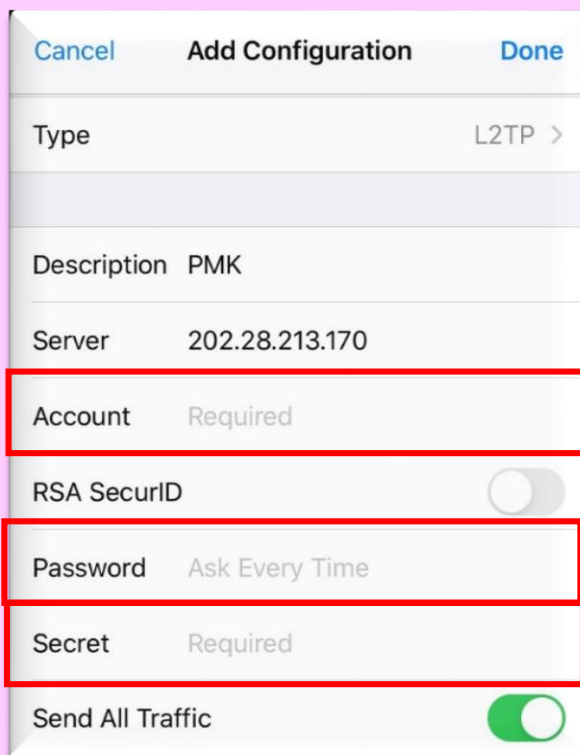 Cancel Add Configuration Done
Type L2TP >
Description PMK
Server 202.28.213.170
Account Required
RSA SecurID
Password Ask Every Time
Secret Required
Send All Traffic